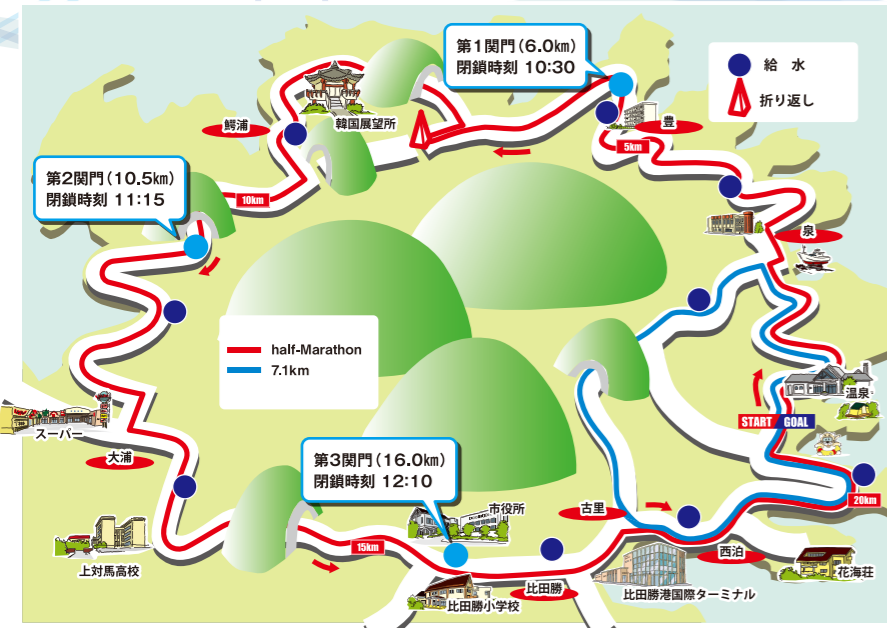 第1関門(6.0km)
閉鎖時刻 10:30
給 水
折り返し
韓国展望所
鰐浦
豊
5km
第2関門(10.5km)
閉鎖時刻 11:15
10km
泉
half-Marathon
7.1km
温泉
START GOAL
スーパー
大浦
第3関門(16.0km)
閉鎖時刻 12:10
市役所
古里
20km
15km
西泊
上対馬高校
比田勝小学校
比田勝
比田勝港国際ターミナル
花海荘